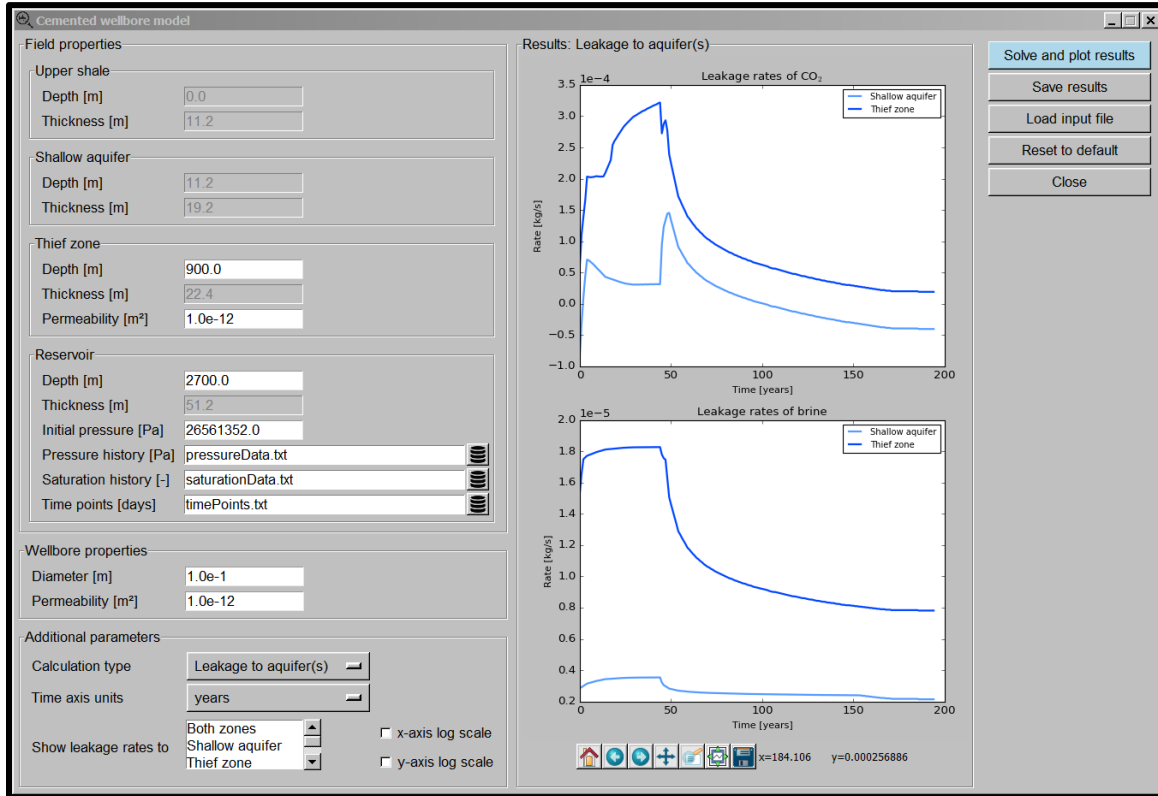 Cemented wellbore model
Field properties
Upper shale
Depth [m] 0.0
Thickness [m] 11.2
Shallow aquifer
Depth [m] 11.2
Thickness [m] 19.2
Thief zone
Depth [m] 900.0
Thickness [m] 22.4
Permeability [m²] 1.0e-12
Reservoir
Depth [m] 2700.0
Thickness [m] 51.2
Initial pressure [Pa] 26561352.0
Pressure history [Pa] pressureData.txt
Saturation history [-] saturationData.txt
Time points [days] timePoints.txt
Wellbore properties
Diameter [m] 1.0e-1
Permeability [m²] 1.0e-12
Additional parameters
Calculation type Leakage to aquifer(s)
Time axis units years
Show leakage rates to
Both zones
Shallow aquifer
Thief zone
x-axis log scale
y-axis log scale
Results: Leakage to aquifer(s)
1e−4
Leakage rates of CO₂
Shallow aquifer
Thief zone
3.5
3.0
2.5
2.0
1.5
1.0
0.5
0.0
−0.5
−1.0
Rate [kg/s]
0 50 100 150 200
Time [years]
1e−5
Leakage rates of brine
Shallow aquifer
Thief zone
2.0
1.8
1.6
1.4
1.2
1.0
0.8
0.6
0.4
0.2
Rate [kg/s]
0 50 100 150 200
Time [years]
x=184.106 y=0.000256886
Solve and plot results
Save results
Load input file
Reset to default
Close